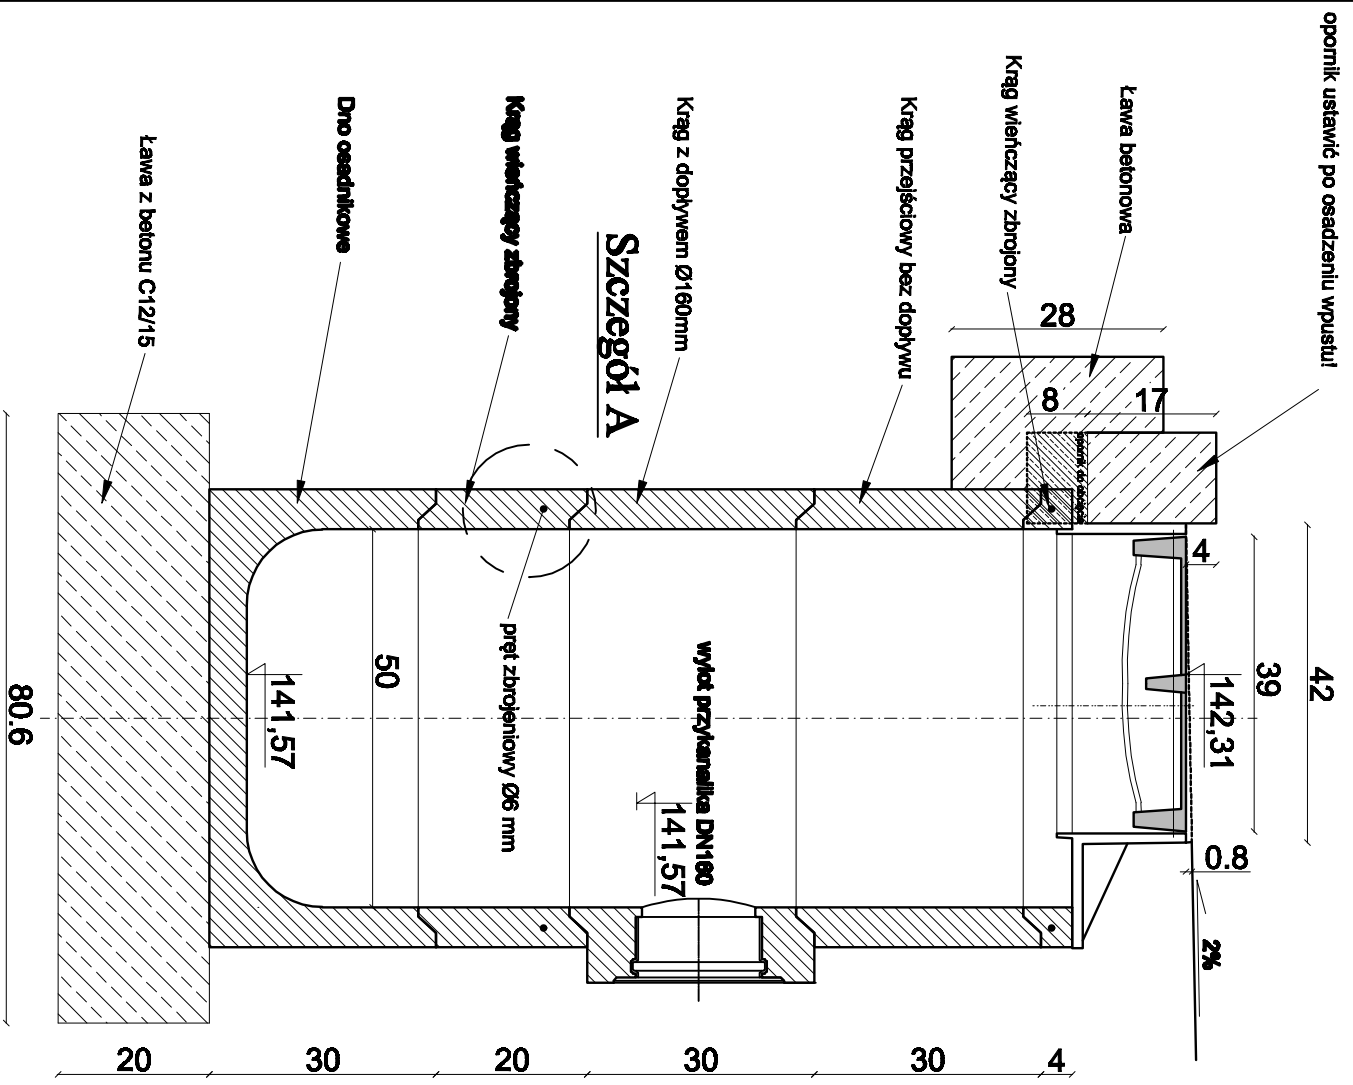 opornik ustawić po osadzeniu wpustu!
Ława betonowa
Krąg wieńczący zbrojony
Krąg przejściowy bez dopływu
Krąg z dopływem Ø160mm
Szczegół A
Krąg wieńczący zbrojony
Dno osadnikowe
Ława z betonu C12/15
28
8
17
opornik do obcięcia
4
42
39
142,31
0.8
2%
wylot przykanalika DN160
141,57
pręt zbrojeniowy Ø6 mm
50
141,57
80.6
20
30
20
30
30
4